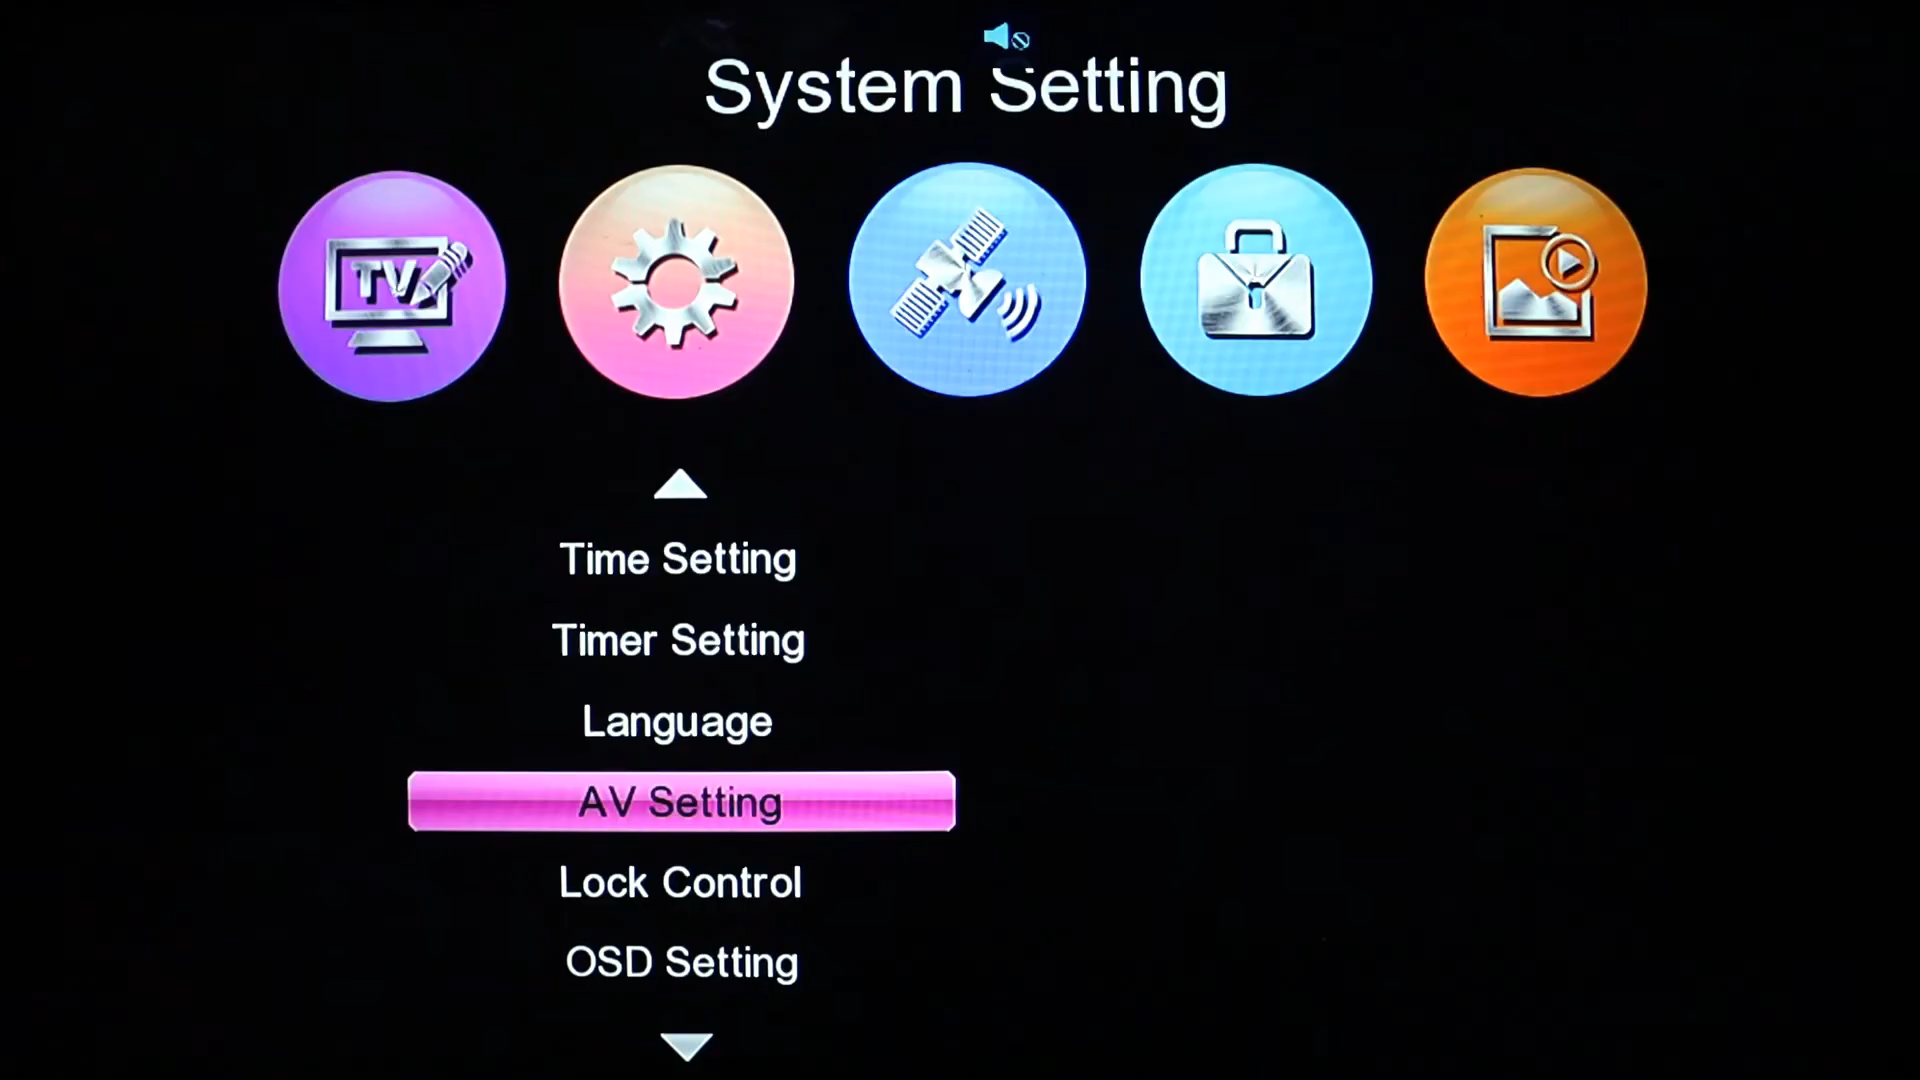 System Setting
TV
Time Setting
Timer Setting
Language
AV Setting
Lock Control
OSD Setting